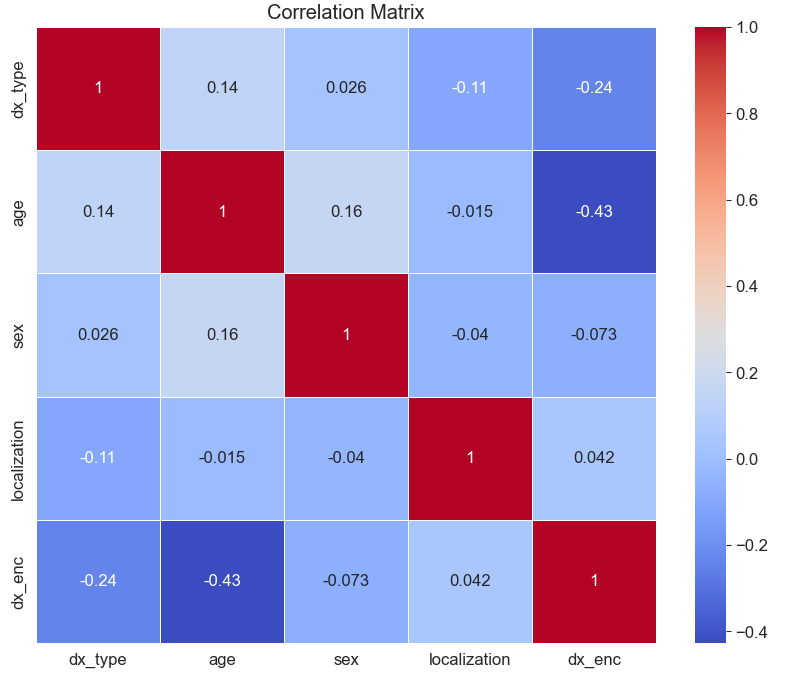 Correlation Matrix
dx_type 1 0.14 0.026 -0.11 -0.24
age 0.14 1 0.16 -0.015 -0.43
sex 0.026 0.16 1 -0.04 -0.073
localization -0.11 -0.015 -0.04 1 0.042
dx_enc -0.24 -0.43 -0.073 0.042 1
dx_type age sex localization dx_enc
1.0
0.8
0.6
0.4
0.2
0.0
−0.2
−0.4